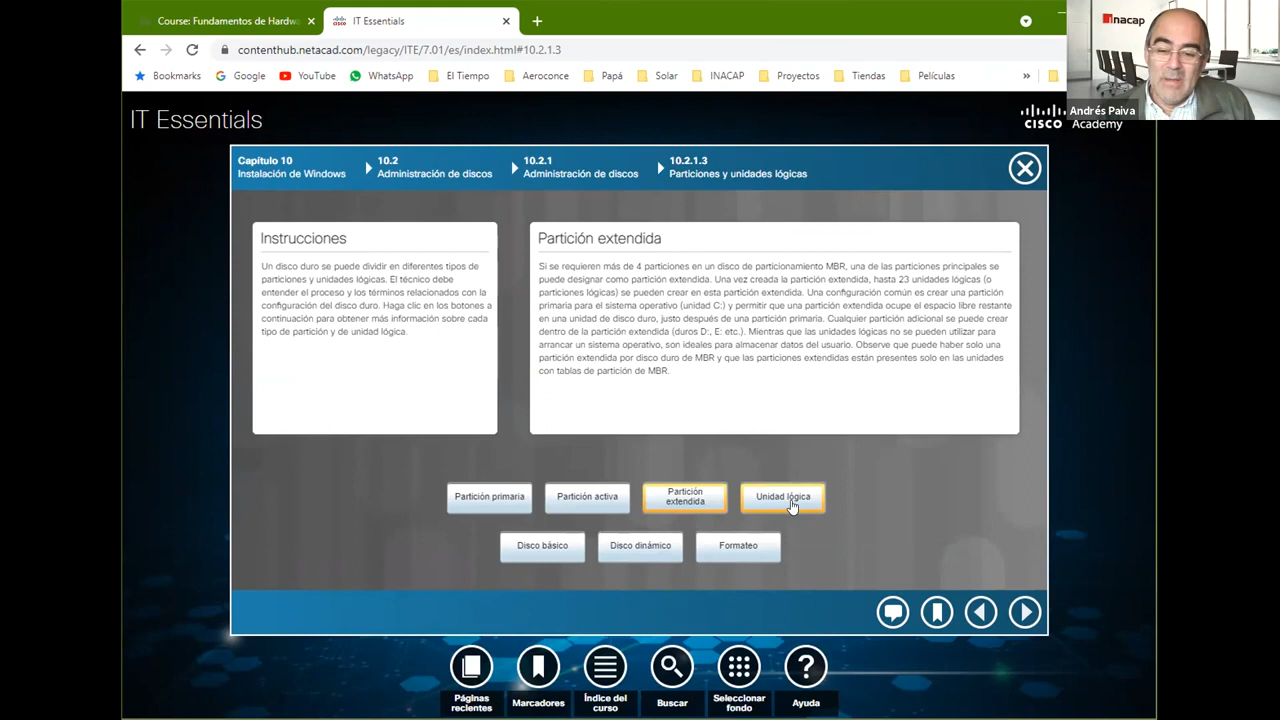 Course: Fundamentos de Hardwa
IT Essentials
contenthub.netacad.com/legacy/ITE/7.01/es/index.html#10.2.1.3
Bookmarks
Google
YouTube
WhatsApp
El Tiempo
Aeroconce
Papá
Solar
INACAP
Proyectos
Tiendas
Películas
inacap
Andrés Paiva
IT Essentials
CISCO Academy
Capítulo 10
Instalación de Windows
10.2
Administración de discos
10.2.1
Administración de discos
10.2.1.3
Particiones y unidades lógicas
Instrucciones
Un disco duro se puede dividir en diferentes tipos de
particiones y unidades lógicas. El técnico debe
entender el proceso y los términos relacionados con la
configuración del disco duro. Haga clic en los botones a
continuación para obtener más información sobre cada
tipo de partición y de unidad lógica.
Partición extendida
Si se requieren más de 4 particiones en un disco de particionamiento MBR, una de las particiones principales se
puede designar como partición extendida. Una vez creada la partición extendida, hasta 23 unidades lógicas (o
particiones lógicas) se pueden crear en esta partición extendida. Una configuración común es crear una partición
primaria para el sistema operativo (unidad C:) y permitir que una partición extendida ocupe el espacio libre restante
en una unidad de disco duro, justo después de una partición primaria. Cualquier partición adicional se puede crear
dentro de la partición extendida (duros D:, E: etc.). Mientras que las unidades lógicas no se pueden utilizar para
arrancar un sistema operativo, son ideales para almacenar datos del usuario. Observe que puede haber solo una
partición extendida por disco duro de MBR y que las particiones extendidas están presentes solo en las unidades
con tablas de partición de MBR.
Partición primaria
Partición activa
Partición
extendida
Unidad lógica
Disco básico
Disco dinámico
Formateo
Páginas
recientes
Marcadores
Índice del
curso
Buscar
Seleccionar
fondo
Ayuda